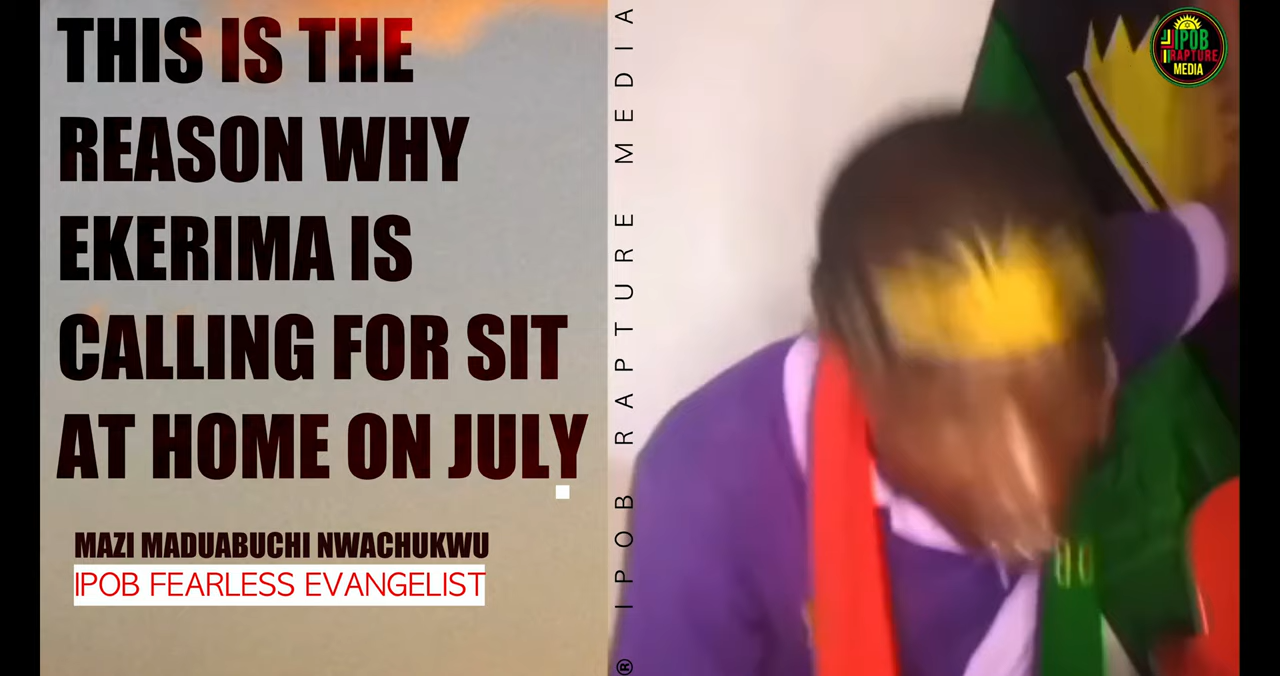 THIS IS THE
REASON WHY
EKERIMA IS
CALLING FOR SIT
AT HOME ON JULY
MAZI MADUABUCHI NWACHUKWU
IPOB FEARLESS EVANGELIST
® IPOB RAPTURE MEDIA
IPOB
RAPTURE
MEDIA